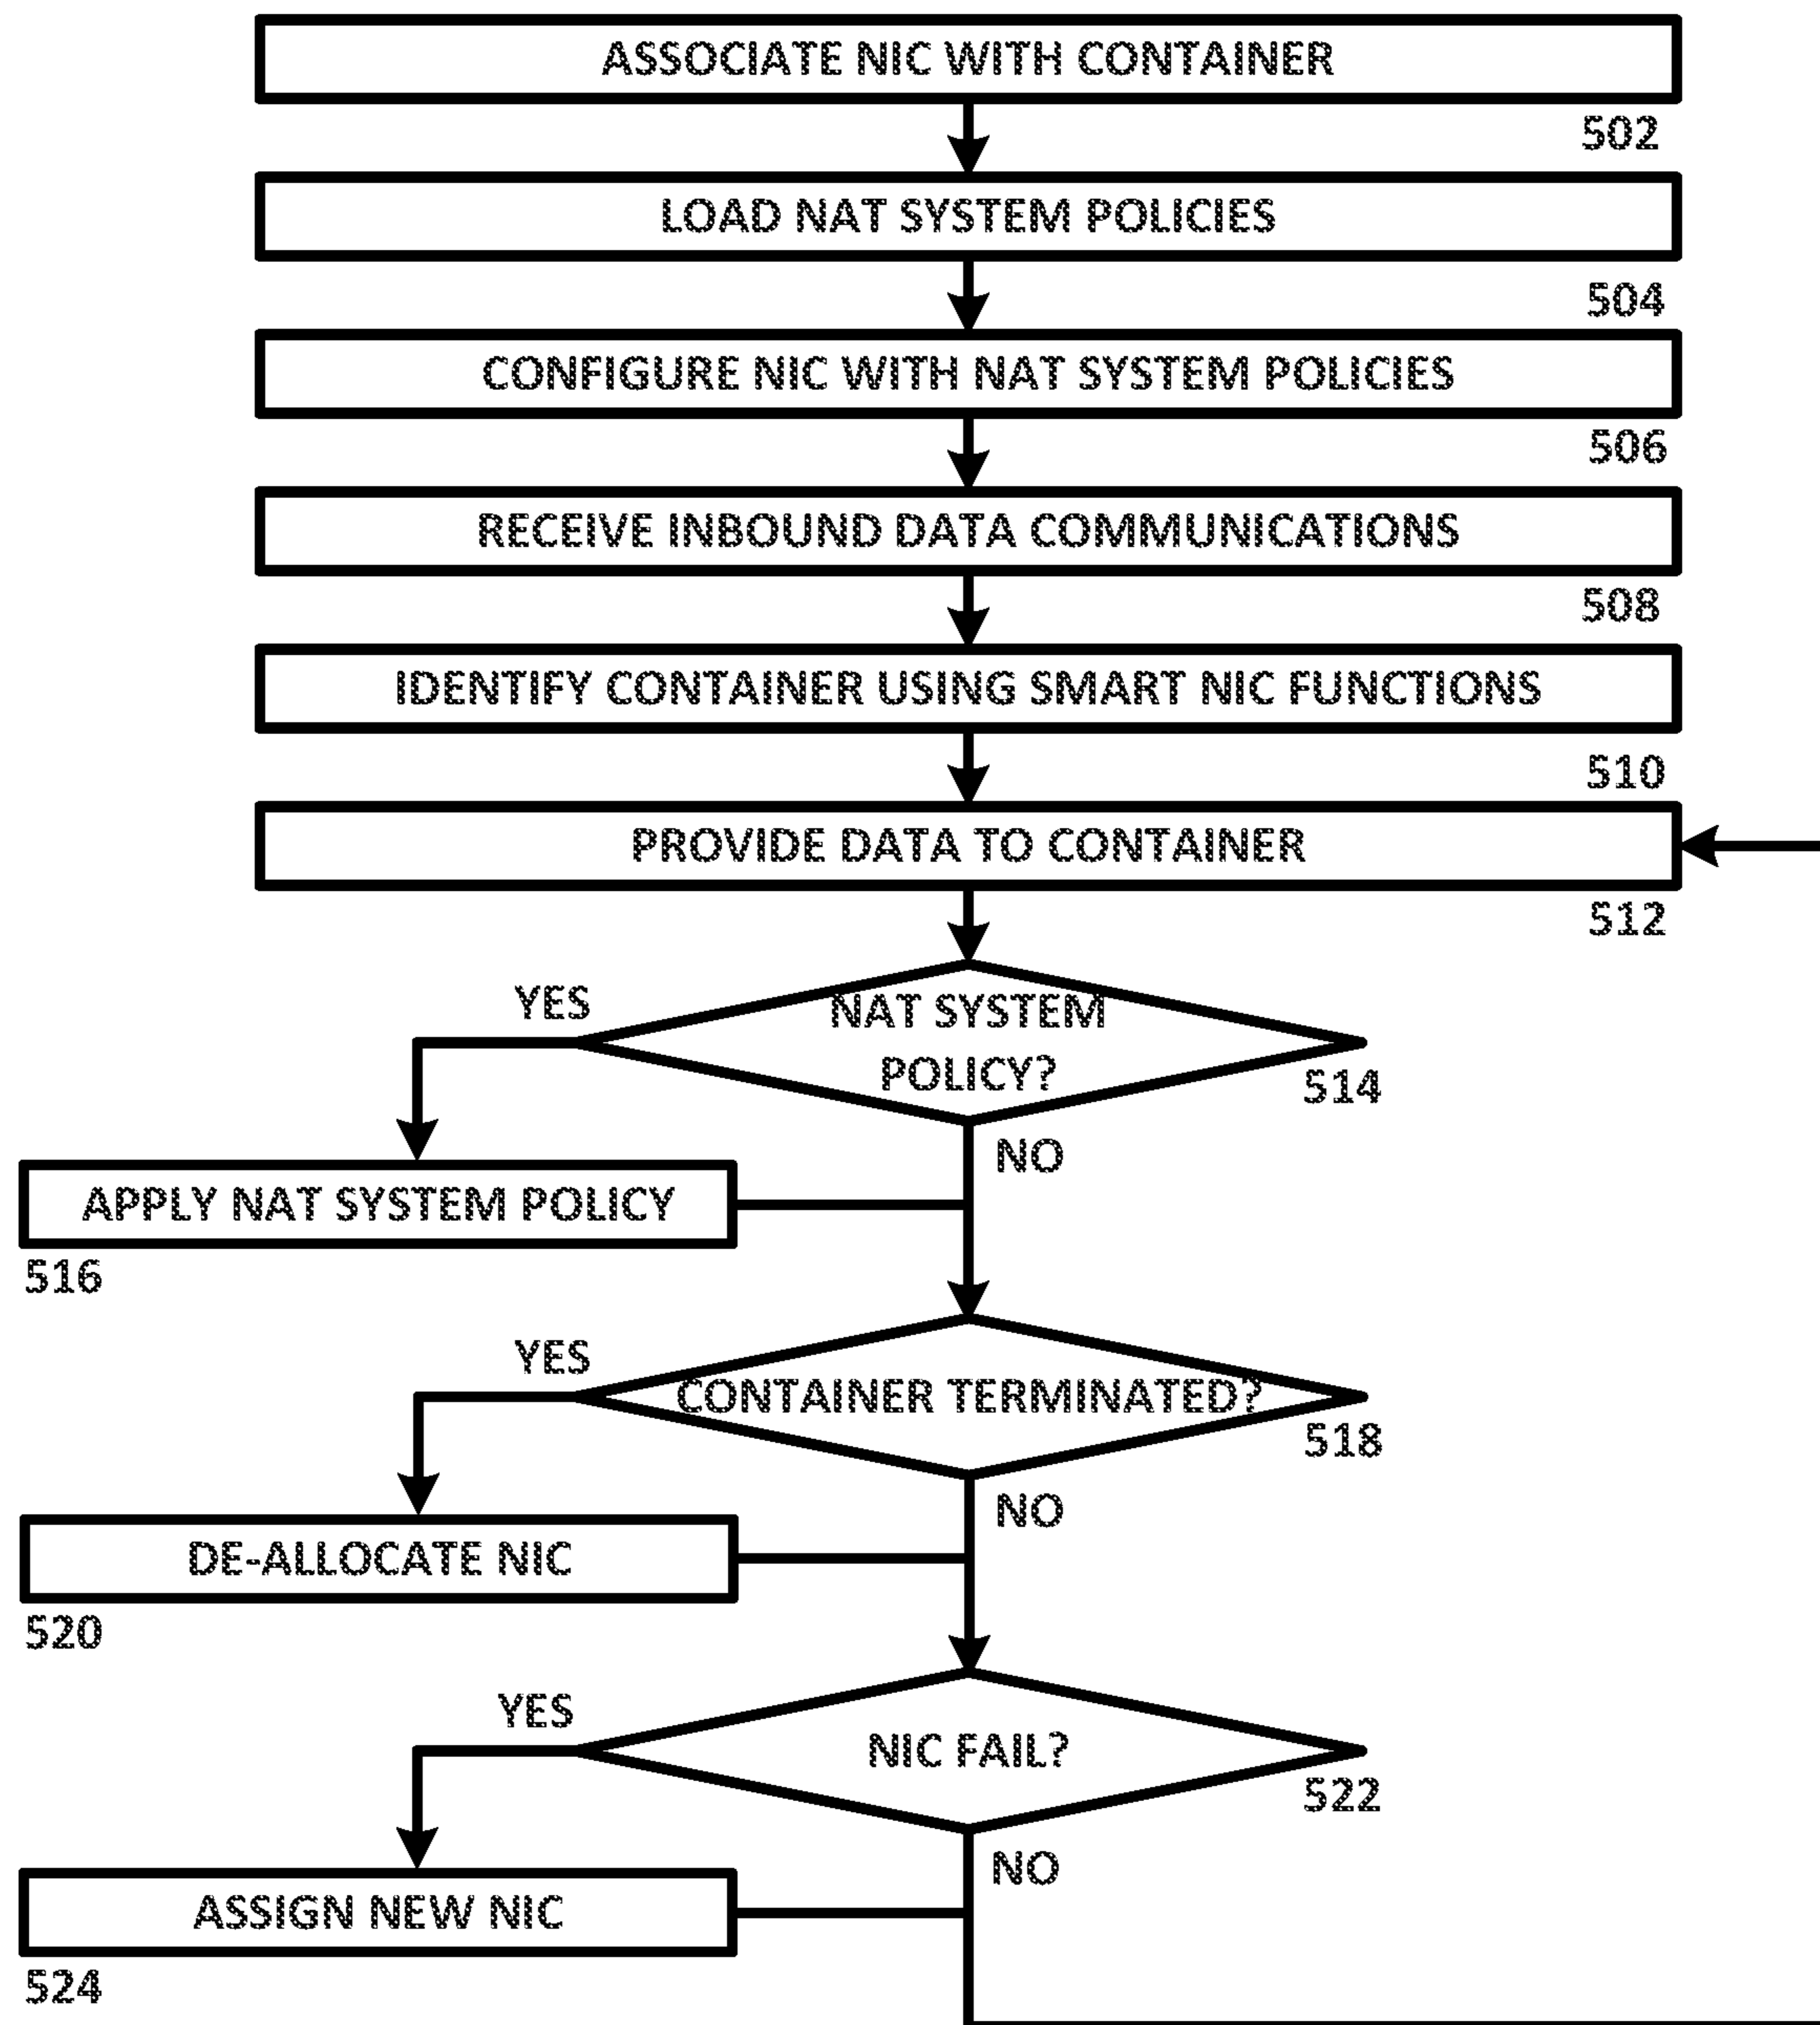 ASSOCIATE NIC WITH CONTAINER
502
LOAD NAT SYSTEM POLICIES
504
CONFIGURE NIC WITH NAT SYSTEM POLICIES
506
RECEIVE INBOUND DATA COMMUNICATIONS
508
IDENTIFY CONTAINER USING SMART NIC FUNCTIONS
510
PROVIDE DATA TO CONTAINER
512
YES
NAT SYSTEM
POLICY?
514
NO
APPLY NAT SYSTEM POLICY
516
YES
CONTAINER TERMINATED?
518
NO
DE-ALLOCATE NIC
520
YES
NIC FAIL?
522
NO
ASSIGN NEW NIC
524